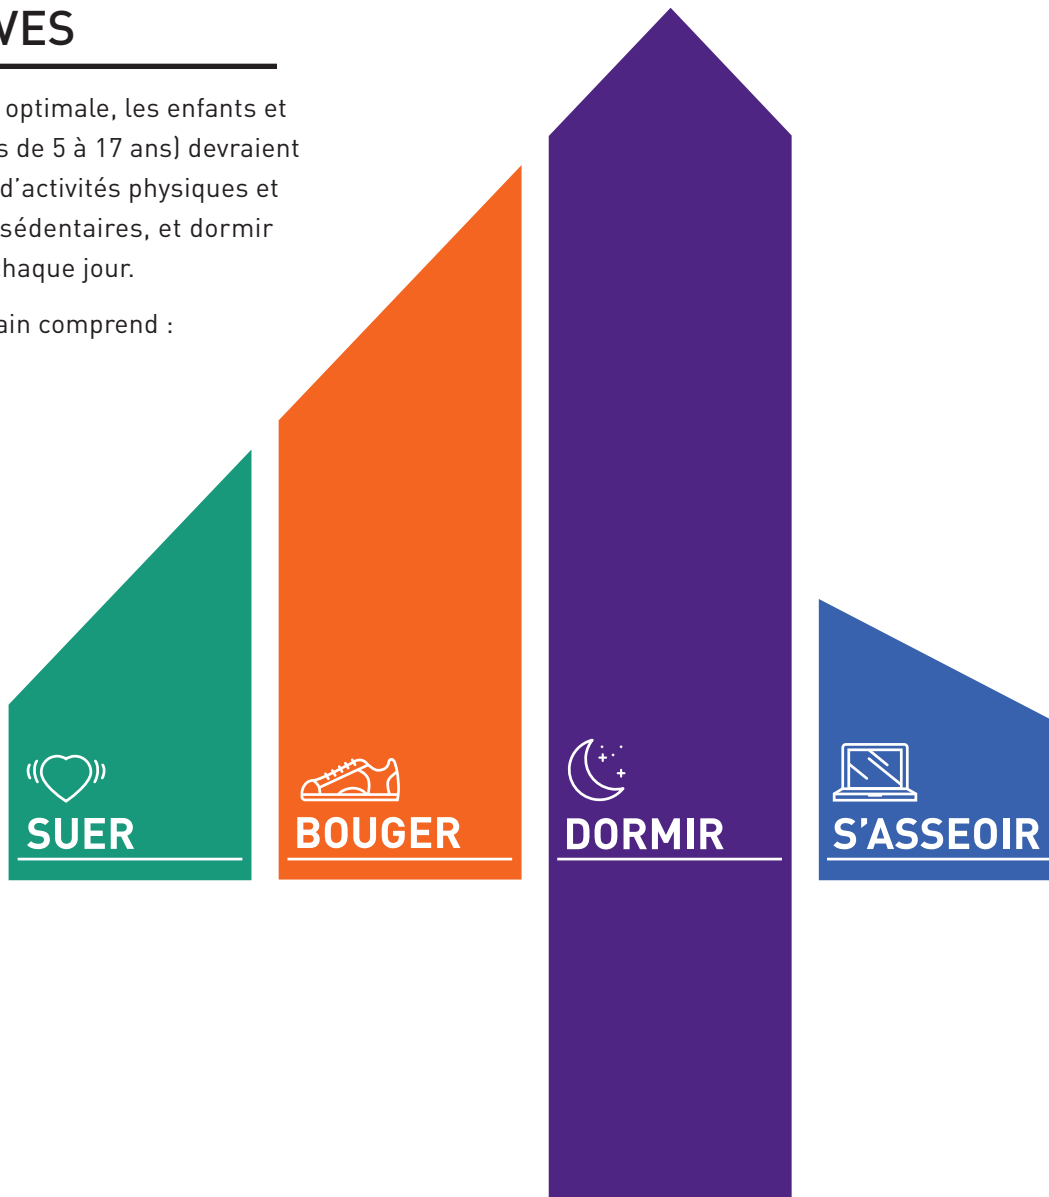 VES
optimale, les enfants et
s de 5 à 17 ans) devraient
d’activités physiques et
sédentaires, et dormir
haque jour.
ain comprend :
SUER
BOUGER
DORMIR
S’ASSEOIR